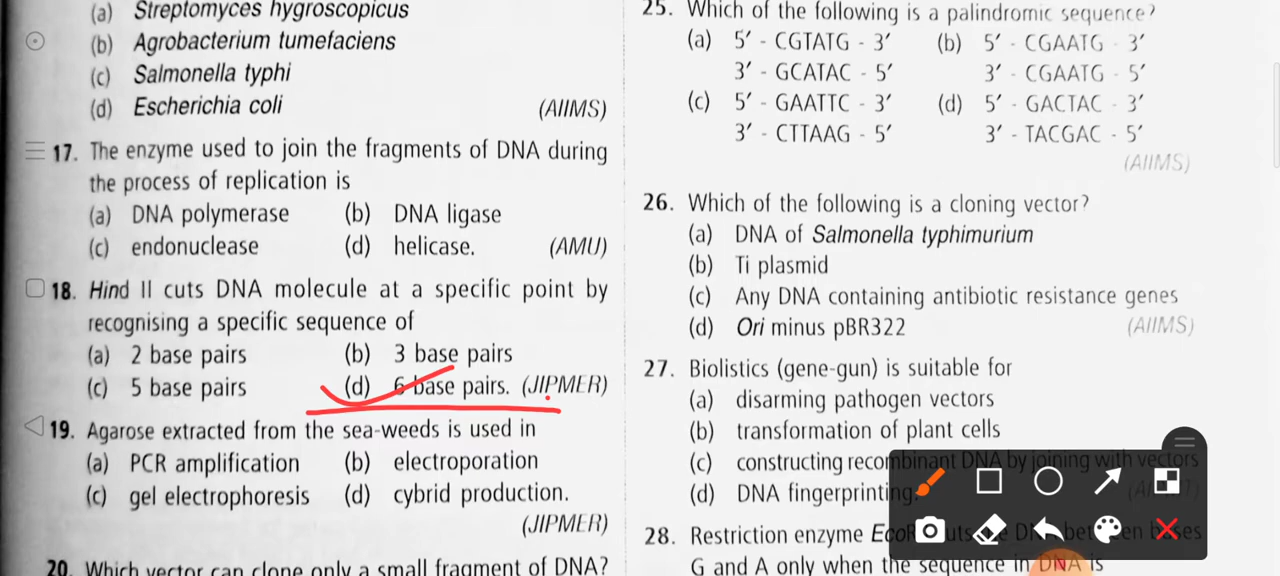 (a) Streptomyces hygroscopicus
(b) Agrobacterium tumefaciens
(c) Salmonella typhi
(d) Escherichia coli (AIIMS)
17. The enzyme used to join the fragments of DNA during
the process of replication is
(a) DNA polymerase (b) DNA ligase
(c) endonuclease (d) helicase. (AMU)
18. Hind II cuts DNA molecule at a specific point by
recognising a specific sequence of
(a) 2 base pairs (b) 3 base pairs
(c) 5 base pairs (d) 6 base pairs. (JIPMER)
19. Agarose extracted from the sea-weeds is used in
(a) PCR amplification (b) electroporation
(c) gel electrophoresis (d) cybrid production.
(JIPMER)
20. Which vector can clone only a small fragment of DNA?
25. Which of the following is a palindromic sequence?
(a) 5′ - CGTATG - 3′ (b) 5′ - CGAATG - 3′
3′ - GCATAC - 5′ 3′ - CGAATG - 5′
(c) 5′ - GAATTC - 3′ (d) 5′ - GACTAC - 3′
3′ - CTTAAG - 5′ 3′ - TACGAC - 5′
(AIIMS)
26. Which of the following is a cloning vector?
(a) DNA of Salmonella typhimurium
(b) Ti plasmid
(c) Any DNA containing antibiotic resistance genes
(d) Ori minus pBR322 (AIIMS)
27. Biolistics (gene-gun) is suitable for
(a) disarming pathogen vectors
(b) transformation of plant cells
(c) constructing recombinant DNA by joining with vectors
(d) DNA fingerprinting.
28. Restriction enzyme EcoRI cuts the DNA between bases
G and A only when the sequence in DNA is